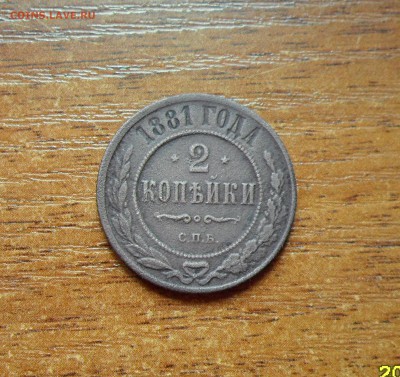 COINS.LAVE.RU
1881 ГОДА
* 2 *
КОПѢЙКИ
С.П.Б.
20